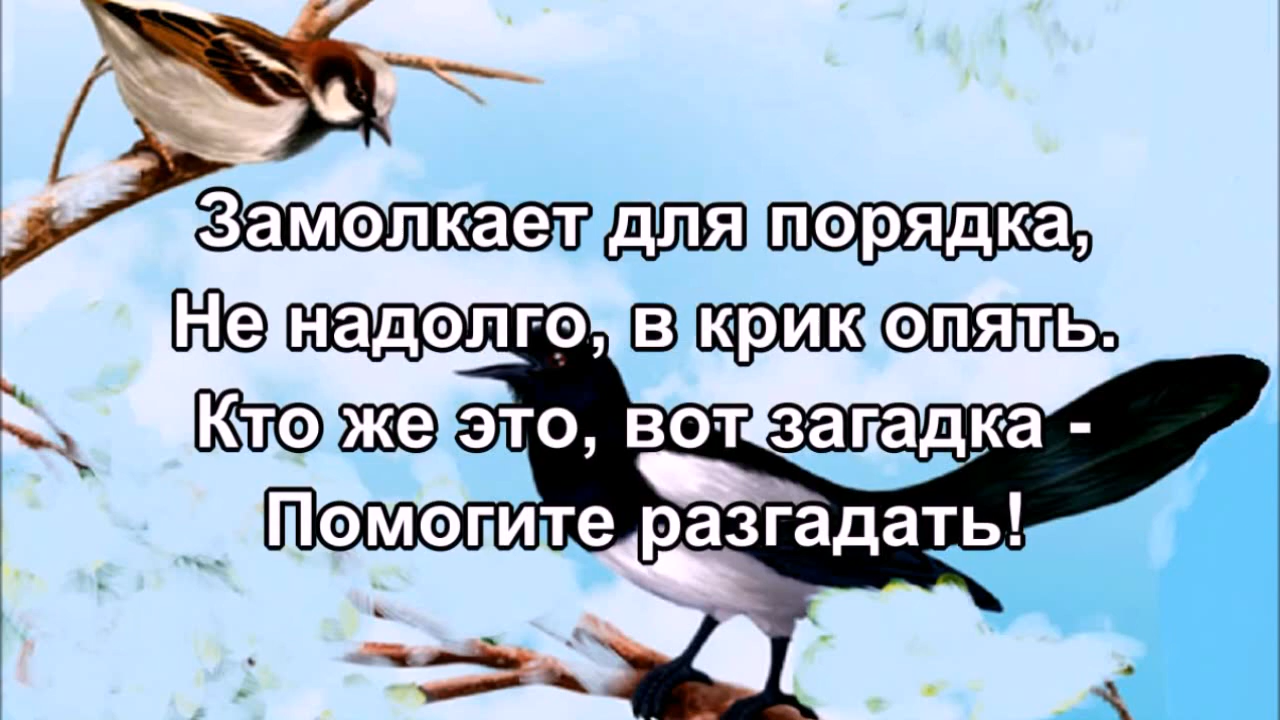 Замолкает для порядка,
Не надолго, в крик опять.
Кто же это, вот загадка -
Помогите разгадать!